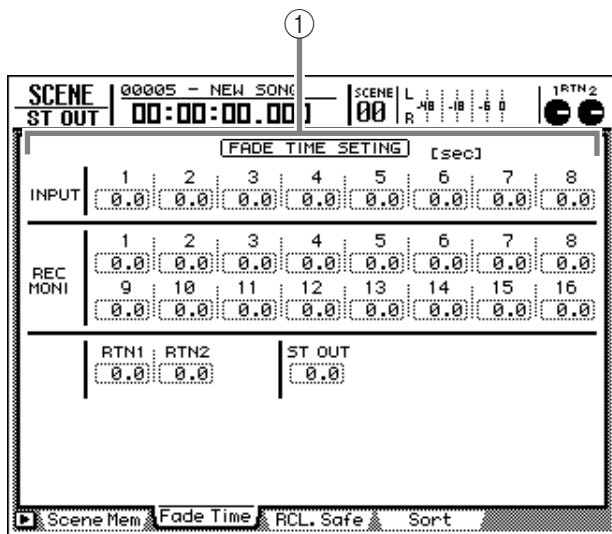 1
SCENE 00005 - NEW SONG SCENE L -48 -18 -6 0 1 RTN 2
ST OUT 00:00:00.000 00 R
FADE TIME SETING [sec]
1 2 3 4 5 6 7 8
INPUT 0.0 0.0 0.0 0.0 0.0 0.0 0.0 0.0
1 2 3 4 5 6 7 8
0.0 0.0 0.0 0.0 0.0 0.0 0.0 0.0
REC MONI
9 10 11 12 13 14 15 16
0.0 0.0 0.0 0.0 0.0 0.0 0.0 0.0
RTN1 RTN2 ST OUT
0.0 0.0 0.0
Scene Mem Fade Time RCL. Safe Sort